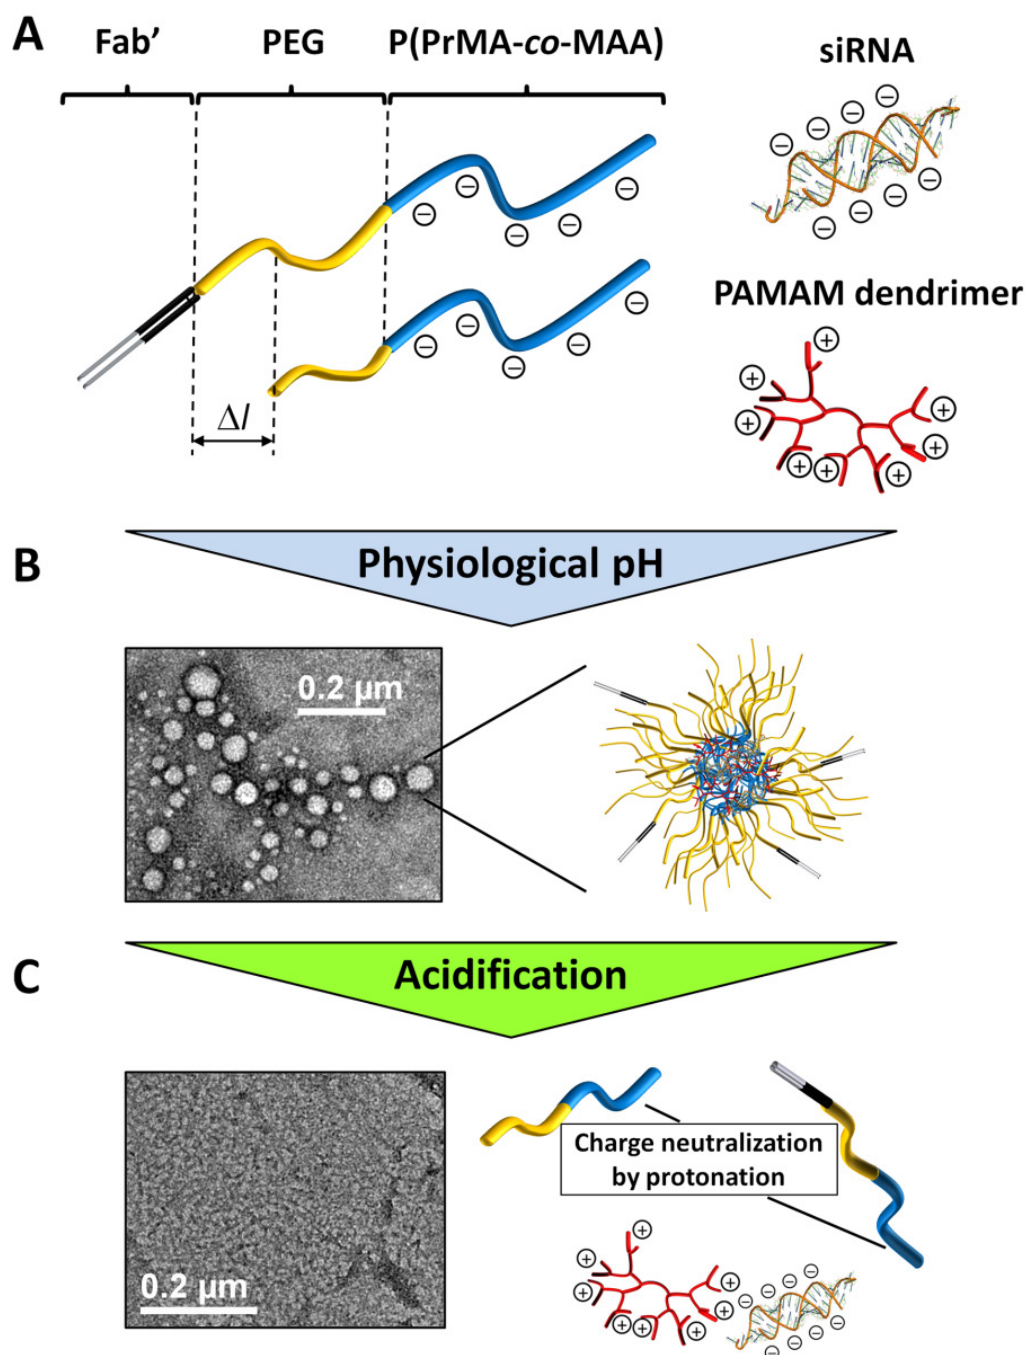 A
Fab’
PEG
P(PrMA-co-MAA)
siRNA
PAMAM dendrimer
Δl
B
Physiological pH
0.2 µm
C
Acidification
Charge neutralization
by protonation
0.2 µm